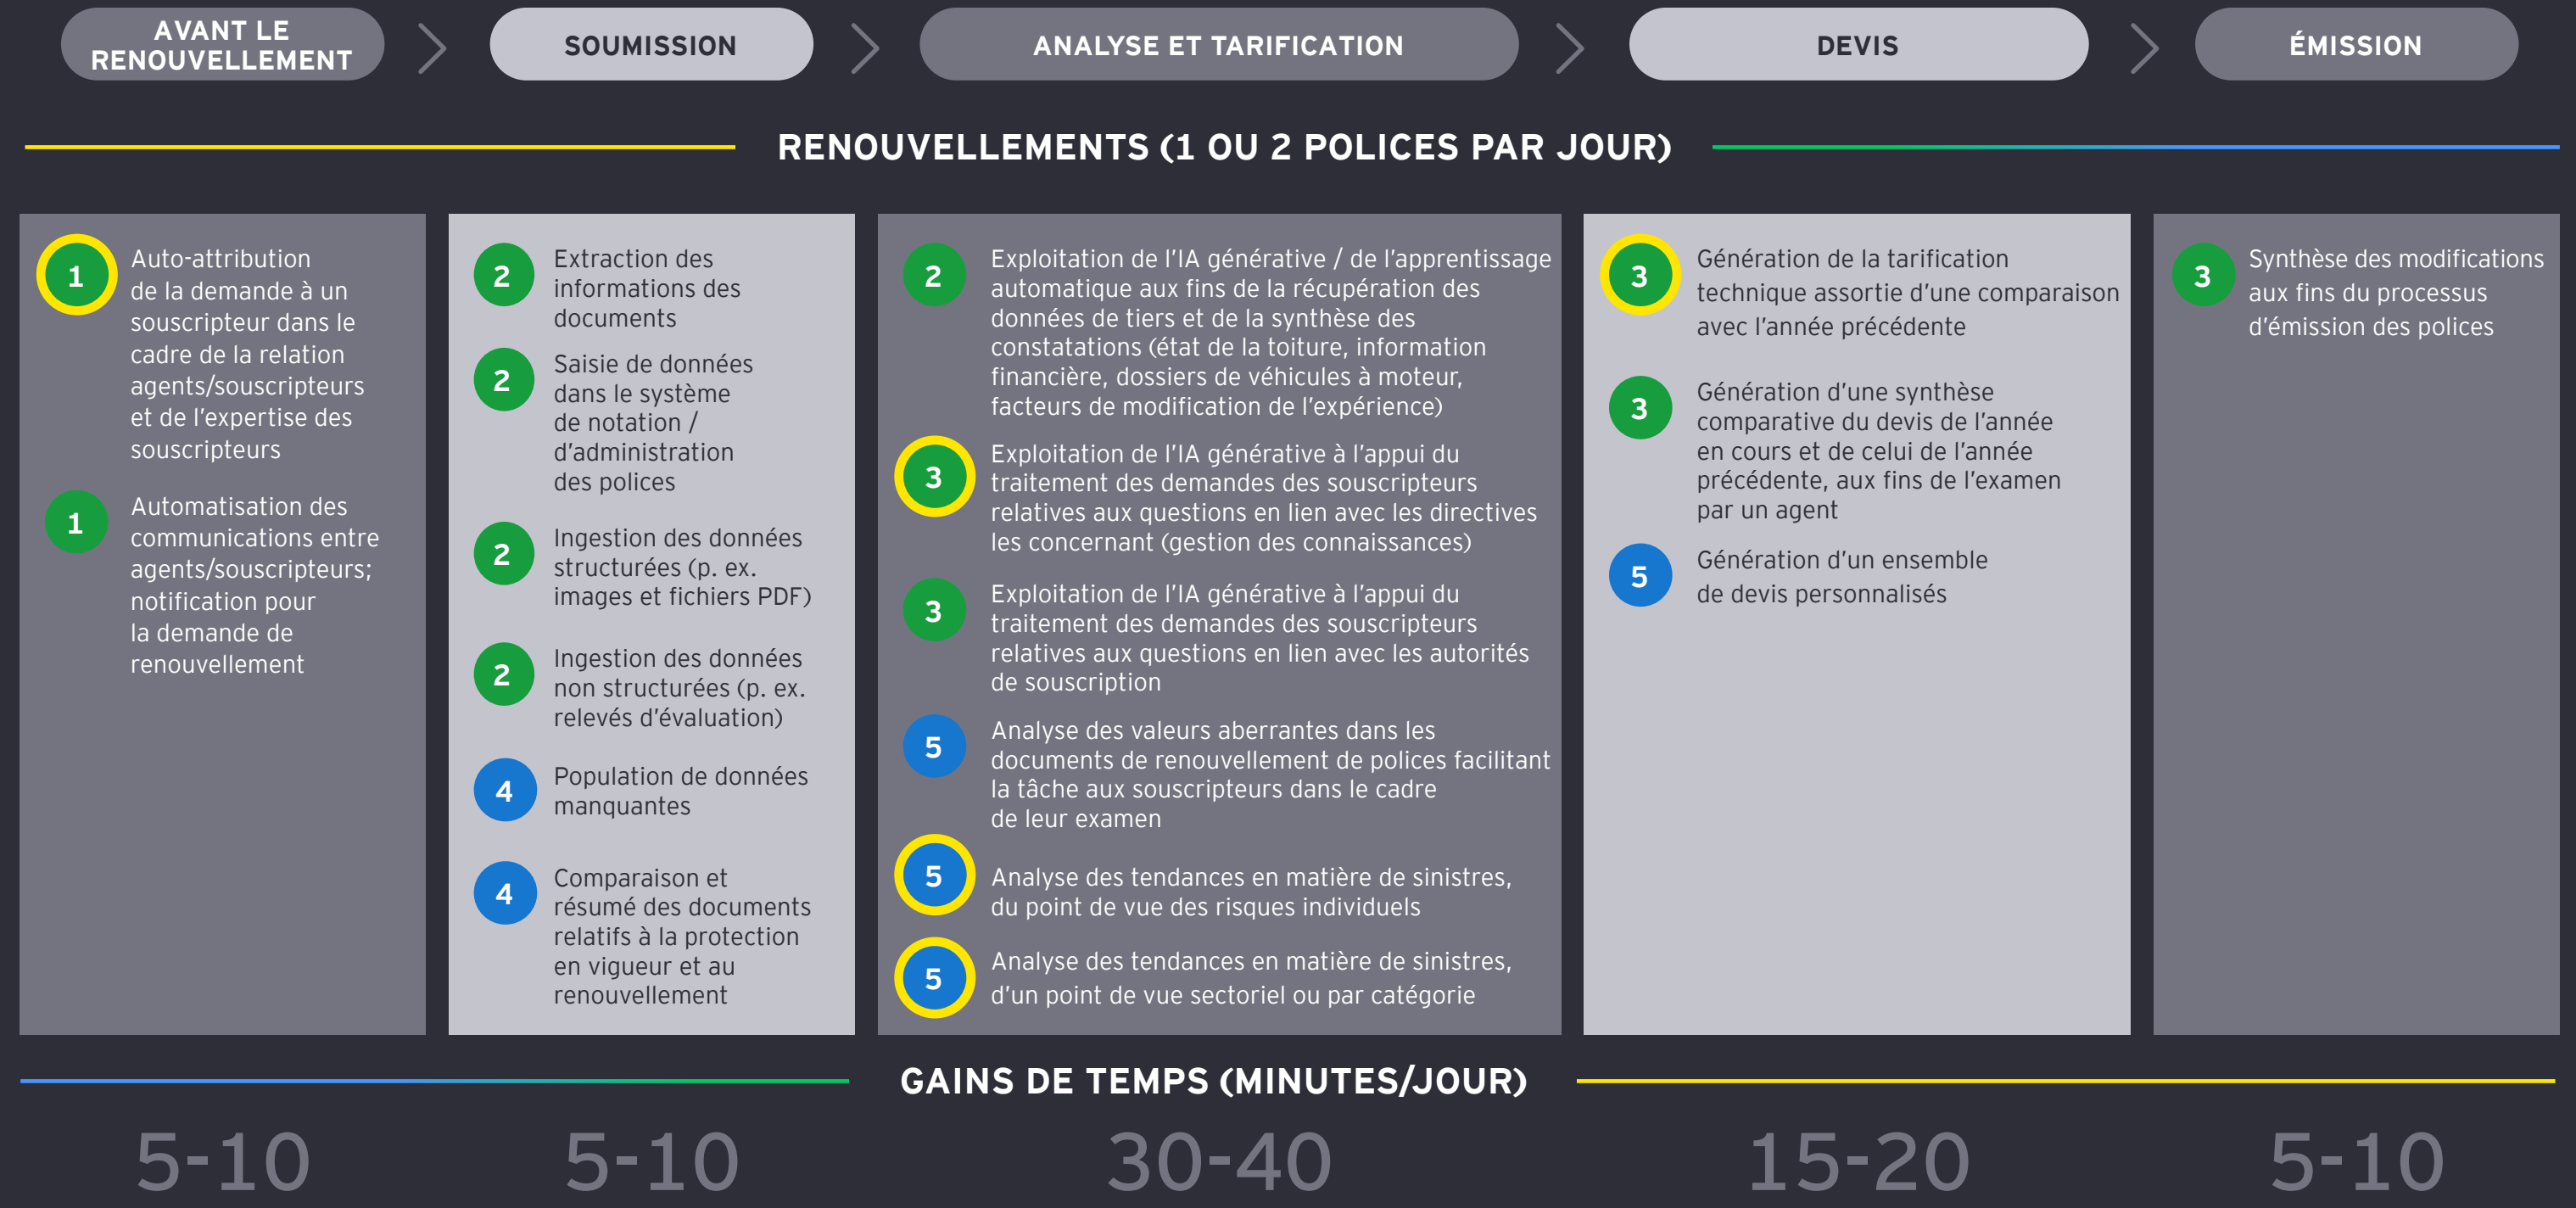 AVANT LE
RENOUVELLEMENT
SOUMISSION
ANALYSE ET TARIFICATION
DEVIS
ÉMISSION
RENOUVELLEMENTS (1 OU 2 POLICES PAR JOUR)
1
Auto-attribution
de la demande à un
souscripteur dans le
cadre de la relation
agents/souscripteurs
et de l'expertise des
souscripteurs
1
Automatisation des
communications entre
agents/souscripteurs;
notification pour
la demande de
renouvellement
2
Extraction des
informations des
documents
2
Saisie de données
dans le système
de notation /
d'administration
des polices
2
Ingestion des données
structurées (p. ex.
images et fichiers PDF)
2
Ingestion des données
non structurées (p. ex.
relevés d'évaluation)
4
Population de données
manquantes
4
Comparaison et
résumé des documents
relatifs à la protection
en vigueur et au
renouvellement
2
Exploitation de l'IA générative / de l'apprentissage
automatique aux fins de la récupération des
données de tiers et de la synthèse des
constatations (état de la toiture, information
financière, dossiers de véhicules à moteur,
facteurs de modification de l'expérience)
3
Exploitation de l'IA générative à l'appui du
traitement des demandes des souscripteurs
relatives aux questions en lien avec les directives
les concernant (gestion des connaissances)
3
Exploitation de l'IA générative à l'appui du
traitement des demandes des souscripteurs
relatives aux questions en lien avec les autorités
de souscription
5
Analyse des valeurs aberrantes dans les
documents de renouvellement de polices facilitant
la tâche aux souscripteurs dans le cadre
de leur examen
5
Analyse des tendances en matière de sinistres,
du point de vue des risques individuels
5
Analyse des tendances en matière de sinistres,
d'un point de vue sectoriel ou par catégorie
3
Génération de la tarification
technique assortie d'une comparaison
avec l'année précédente
3
Génération d'une synthèse
comparative du devis de l'année
en cours et de celui de l'année
précédente, aux fins de l'examen
par un agent
5
Génération d'un ensemble
de devis personnalisés
3
Synthèse des modifications
aux fins du processus
d'émission des polices
GAINS DE TEMPS (MINUTES/JOUR)
5-10
5-10
30-40
15-20
5-10